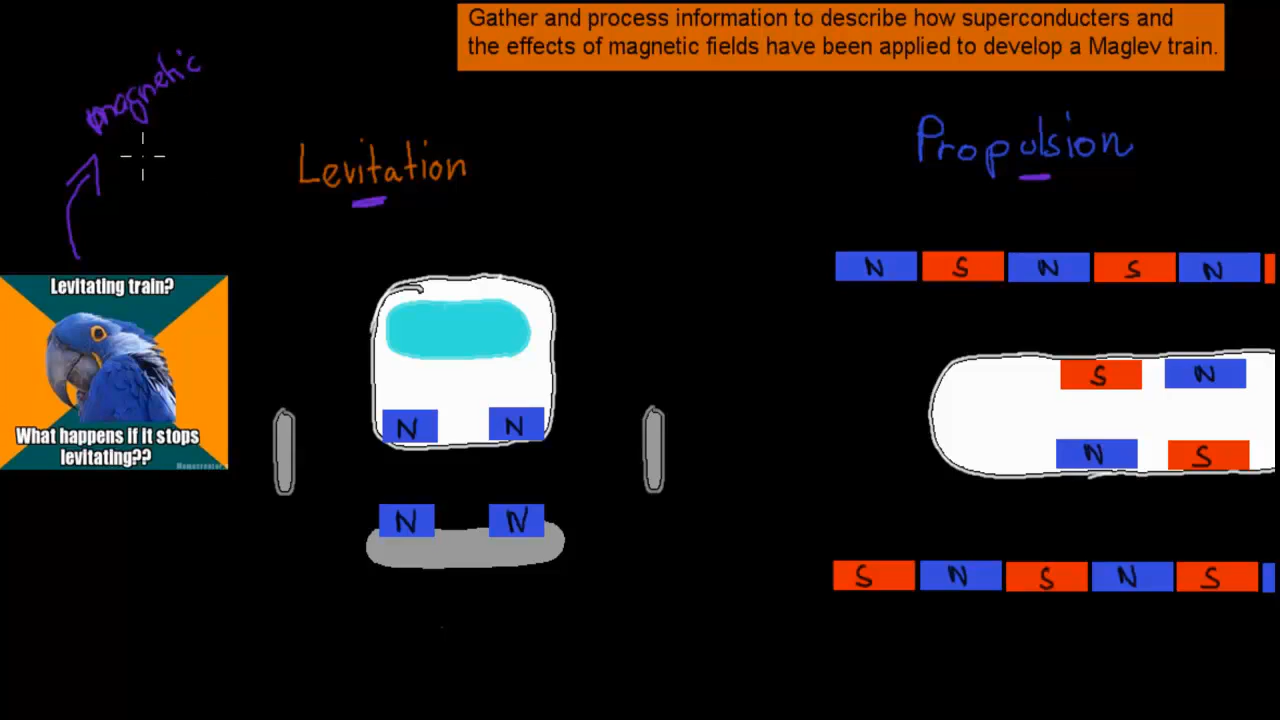 Gather and process information to describe how superconducters and
the effects of magnetic fields have been applied to develop a Maglev train.
magnetic
Levitation
Propulsion
N S N S N
Levitating train?
What happens if it stops
levitating??
S N
N N
N S
N N
S N S N S